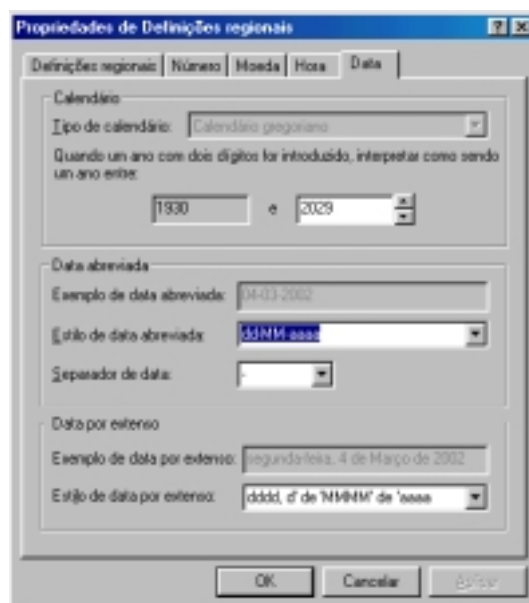 Propriedades de Definições regionais
Definições regionais Número Moeda Hora Data
Calendário
Tipo de calendário: Calendário gregoriano
Quando um ano com dois dígitos for introduzido, interpretar como sendo
um ano entre:
1930 e 2029
Data abreviada
Exemplo de data abreviada: 04-03-2002
Estilo de data abreviada: dd-MM-aaaa
Separador de data: -
Data por extenso
Exemplo de data por extenso: segunda-feira, 4 de Março de 2002
Estilo de data por extenso: dddd, d' de 'MMMM' de 'aaaa
OK Cancelar Aplicar